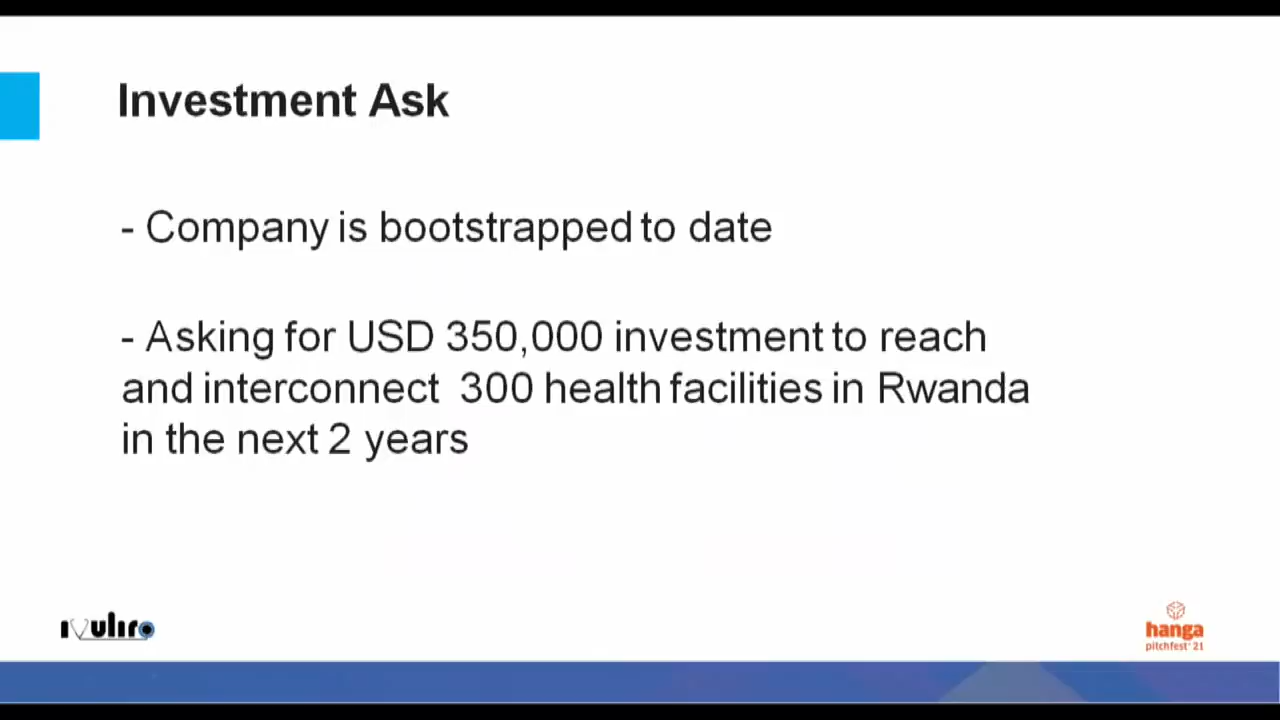 Investment Ask
- Company is bootstrapped to date
- Asking for USD 350,000 investment to reach
and interconnect 300 health facilities in Rwanda
in the next 2 years
ivuliro
hanga
pitchfest' 21